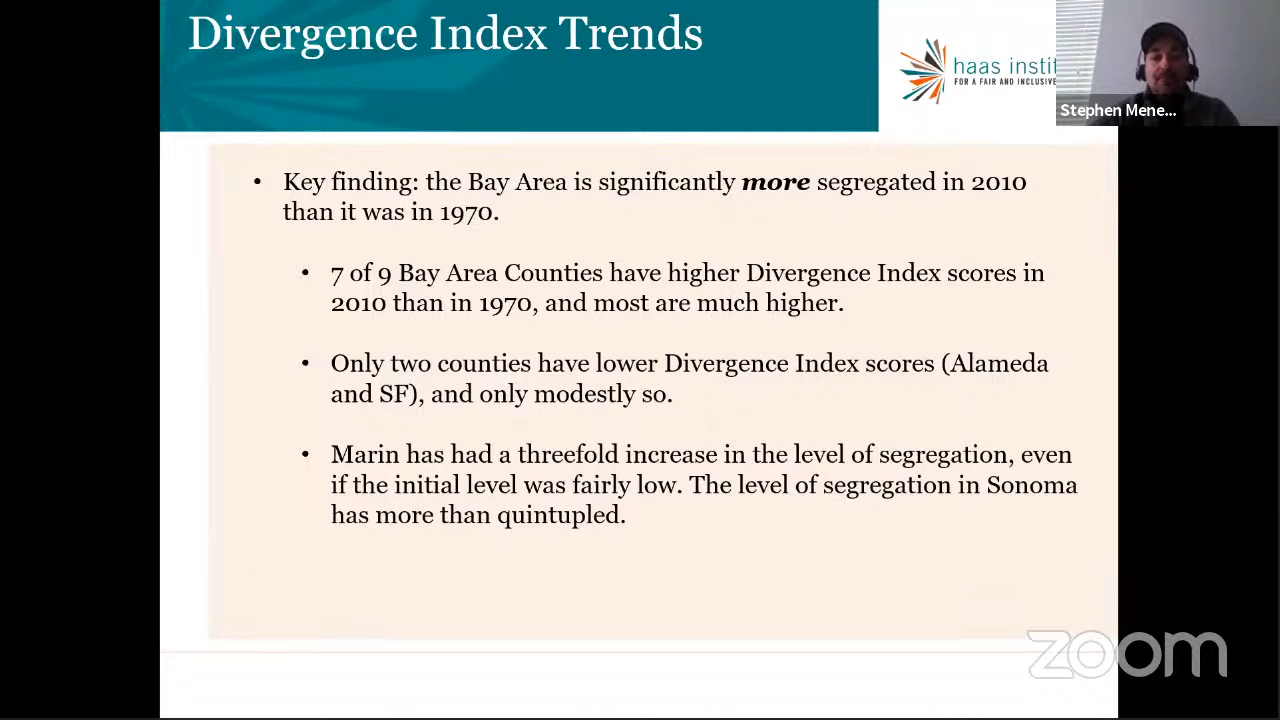 Divergence Index Trends
haas insti
FOR A FAIR AND INCLUSIVE
Stephen Mene...
• Key finding: the Bay Area is significantly more segregated in 2010
than it was in 1970.
• 7 of 9 Bay Area Counties have higher Divergence Index scores in
2010 than in 1970, and most are much higher.
• Only two counties have lower Divergence Index scores (Alameda
and SF), and only modestly so.
• Marin has had a threefold increase in the level of segregation, even
if the initial level was fairly low. The level of segregation in Sonoma
has more than quintupled.
zoom